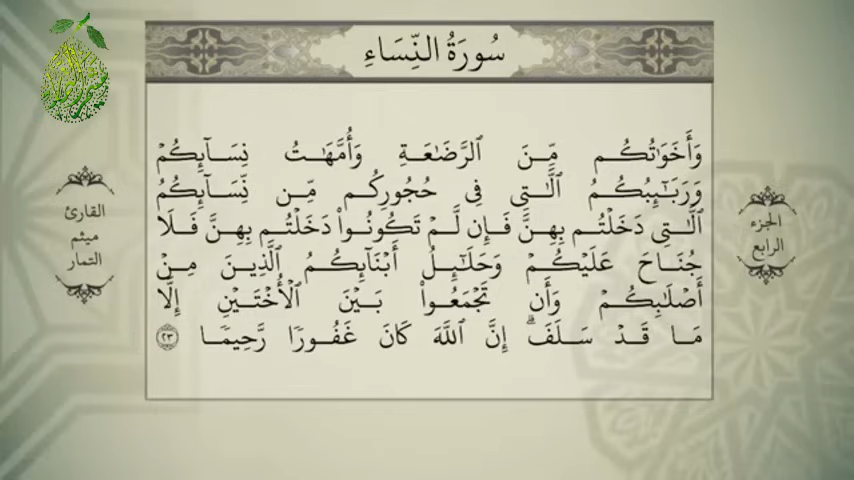 سُورَةُ النِّسَاءِ
وَأَخَوَٰتُكُم مِّنَ ٱلرَّضَٰعَةِ وَأُمَّهَٰتُ نِسَآئِكُمْ
وَرَبَٰٓئِبُكُمُ ٱلَّٰتِى فِى حُجُورِكُم مِّن نِّسَآئِكُمُ
ٱلَّٰتِى دَخَلْتُم بِهِنَّ فَإِن لَّمْ تَكُونُوا۟ دَخَلْتُم بِهِنَّ فَلَا
جُنَاحَ عَلَيْكُمْ وَحَلَٰٓئِلُ أَبْنَآئِكُمُ ٱلَّذِينَ مِنْ
أَصْلَٰبِكُمْ وَأَن تَجْمَعُوا۟ بَيْنَ ٱلْأُخْتَيْنِ إِلَّا
مَا قَدْ سَلَفَ ۗ إِنَّ ٱللَّهَ كَانَ غَفُورًا رَّحِيمًا ٢٣
الجزء
الرابع
القارئ
ميثم
التمار